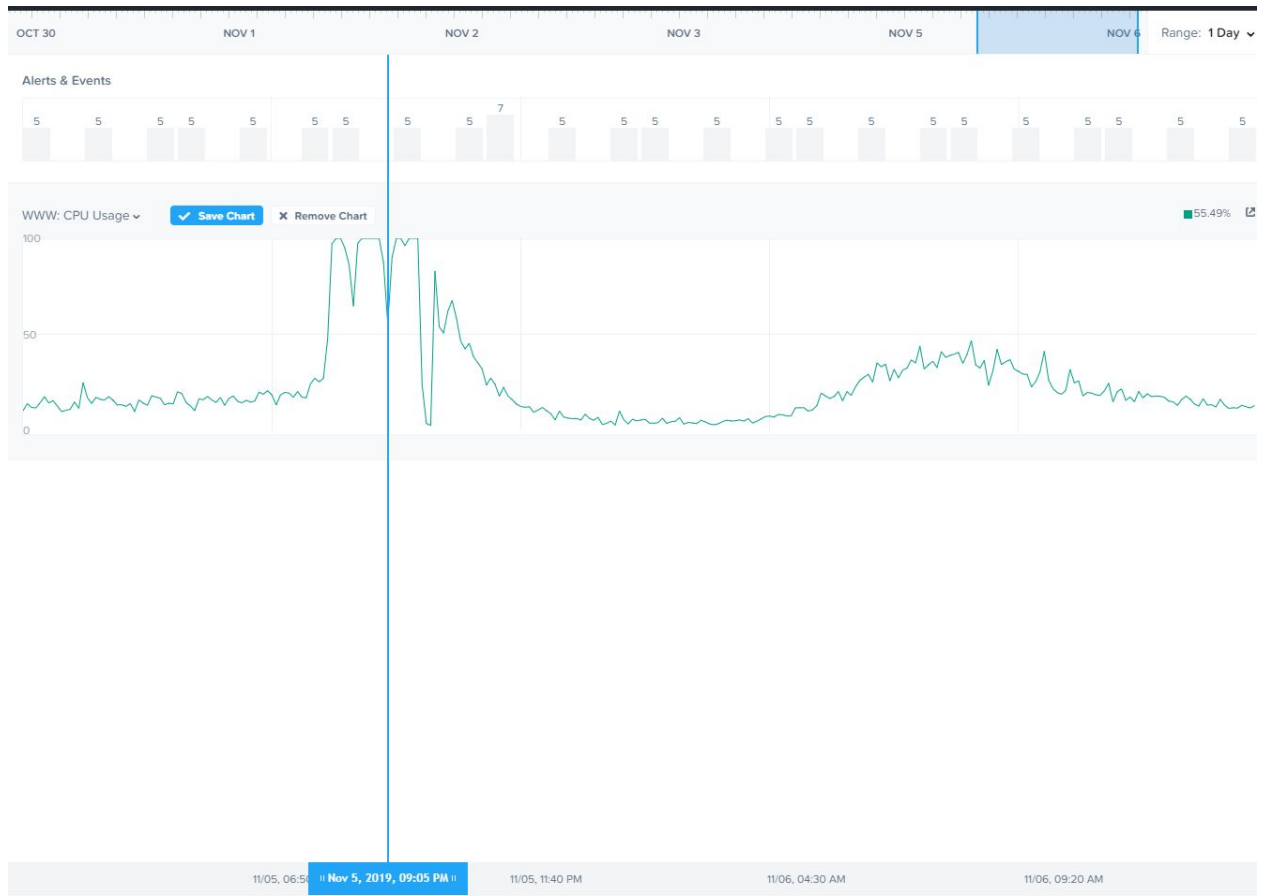 OCT 30 NOV 1 NOV 2 NOV 3 NOV 5 NOV 6 Range: 1 Day
Alerts & Events
7
5 5 5 5 5 5 5 5 5 5 5 5 5 5 5 5 5 5 5 5 5 5 5
WWW: CPU Usage Save Chart Remove Chart 55.49%
100
50
0
11/05, 06:50 Nov 5, 2019, 09:05 PM 11/05, 11:40 PM 11/06, 04:30 AM 11/06, 09:20 AM